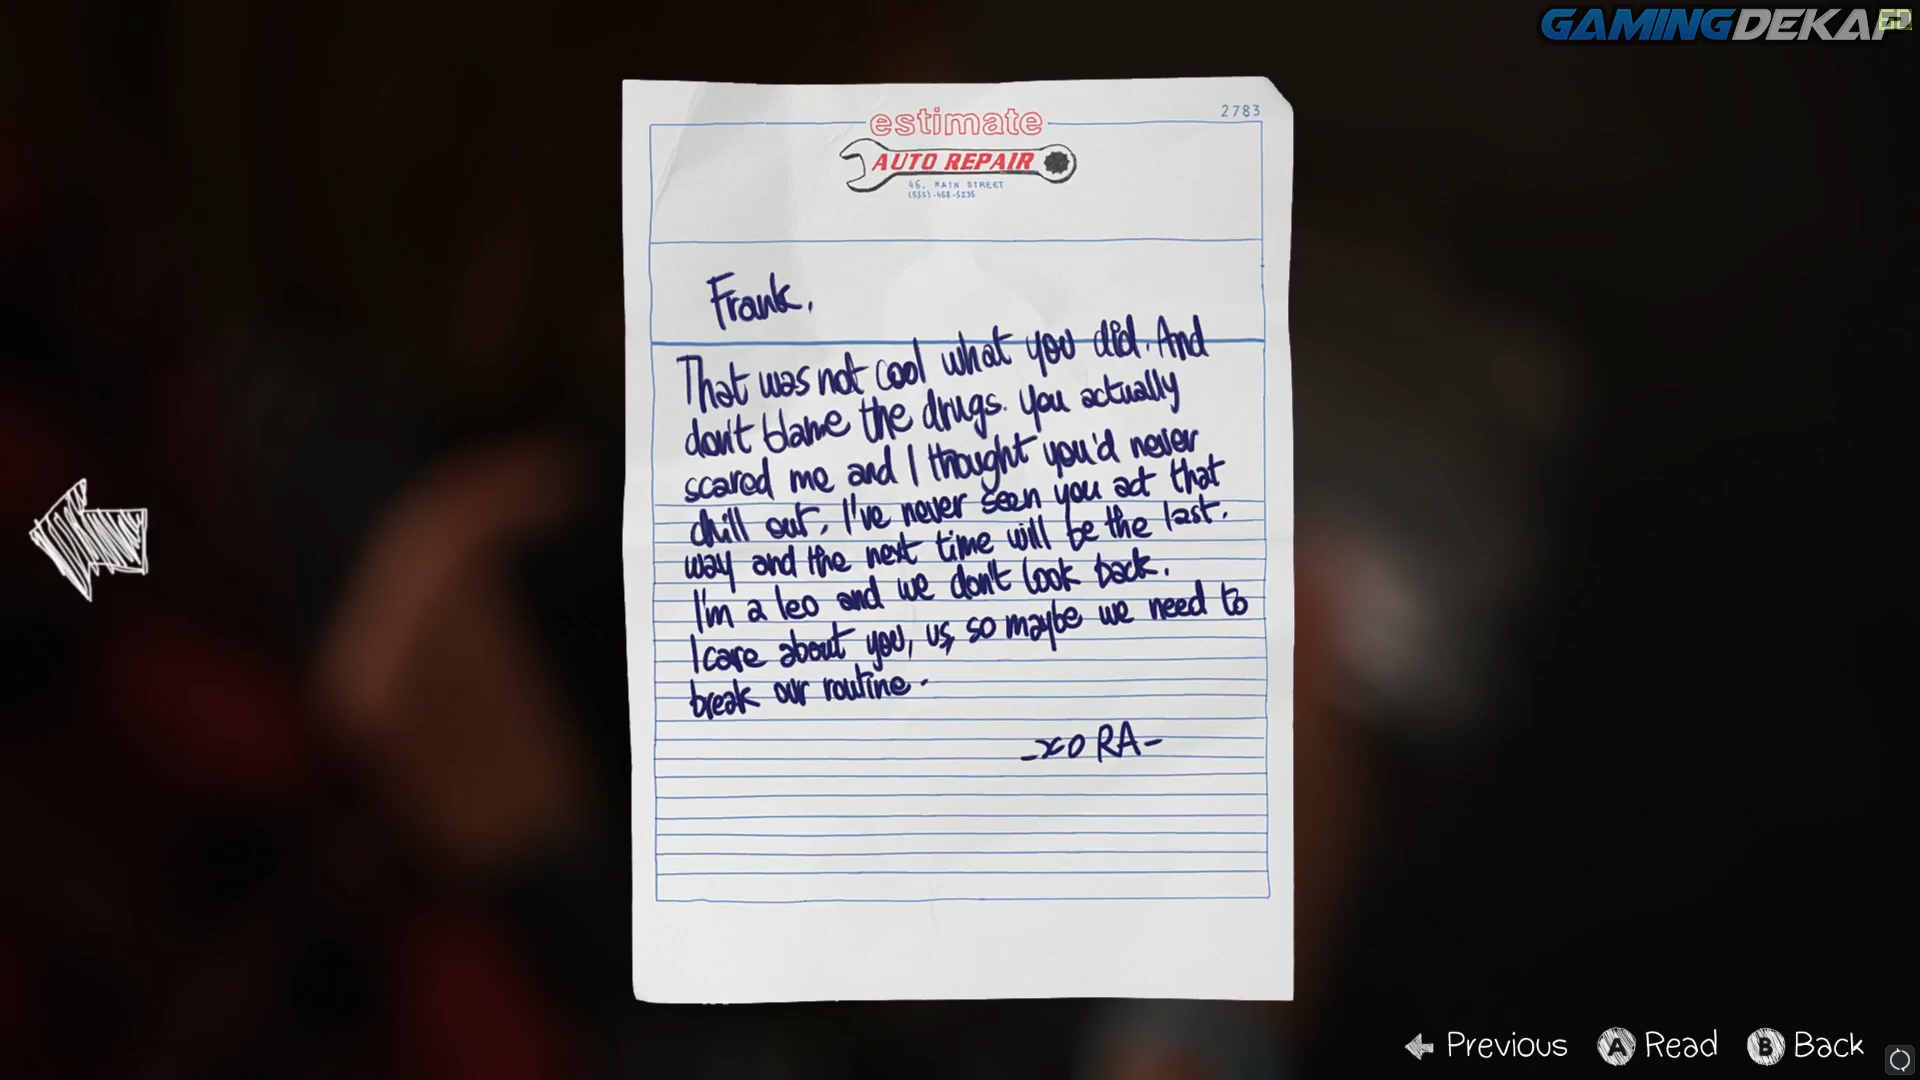 GAMINGDEKAF
estimate
2783
AUTO REPAIR
46, MAIN STREET
(555)-468-5235
Frank,
That was not cool what you did. And
don't blame the drugs. You actually
scared me and I thought you'd never
chill out. I've never seen you act that
way and the next time will be the last.
I'm a leo and we don't look back.
I care about you, us, so maybe we need to
break our routine.
-xo RA-
Previous
A Read
B Back